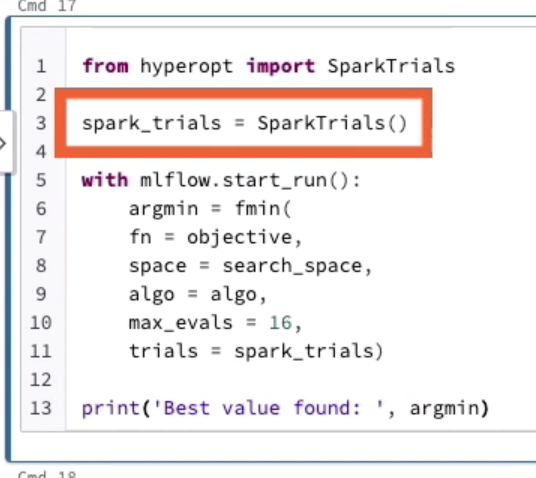 Cmd 17
1 from hyperopt import SparkTrials
2
3 spark_trials = SparkTrials()
4
5 with mlflow.start_run():
6     argmin = fmin(
7     fn = objective,
8     space = search_space,
9     algo = algo,
10     max_evals = 16,
11     trials = spark_trials)
12
13 print('Best value found: ', argmin)
Cmd 18